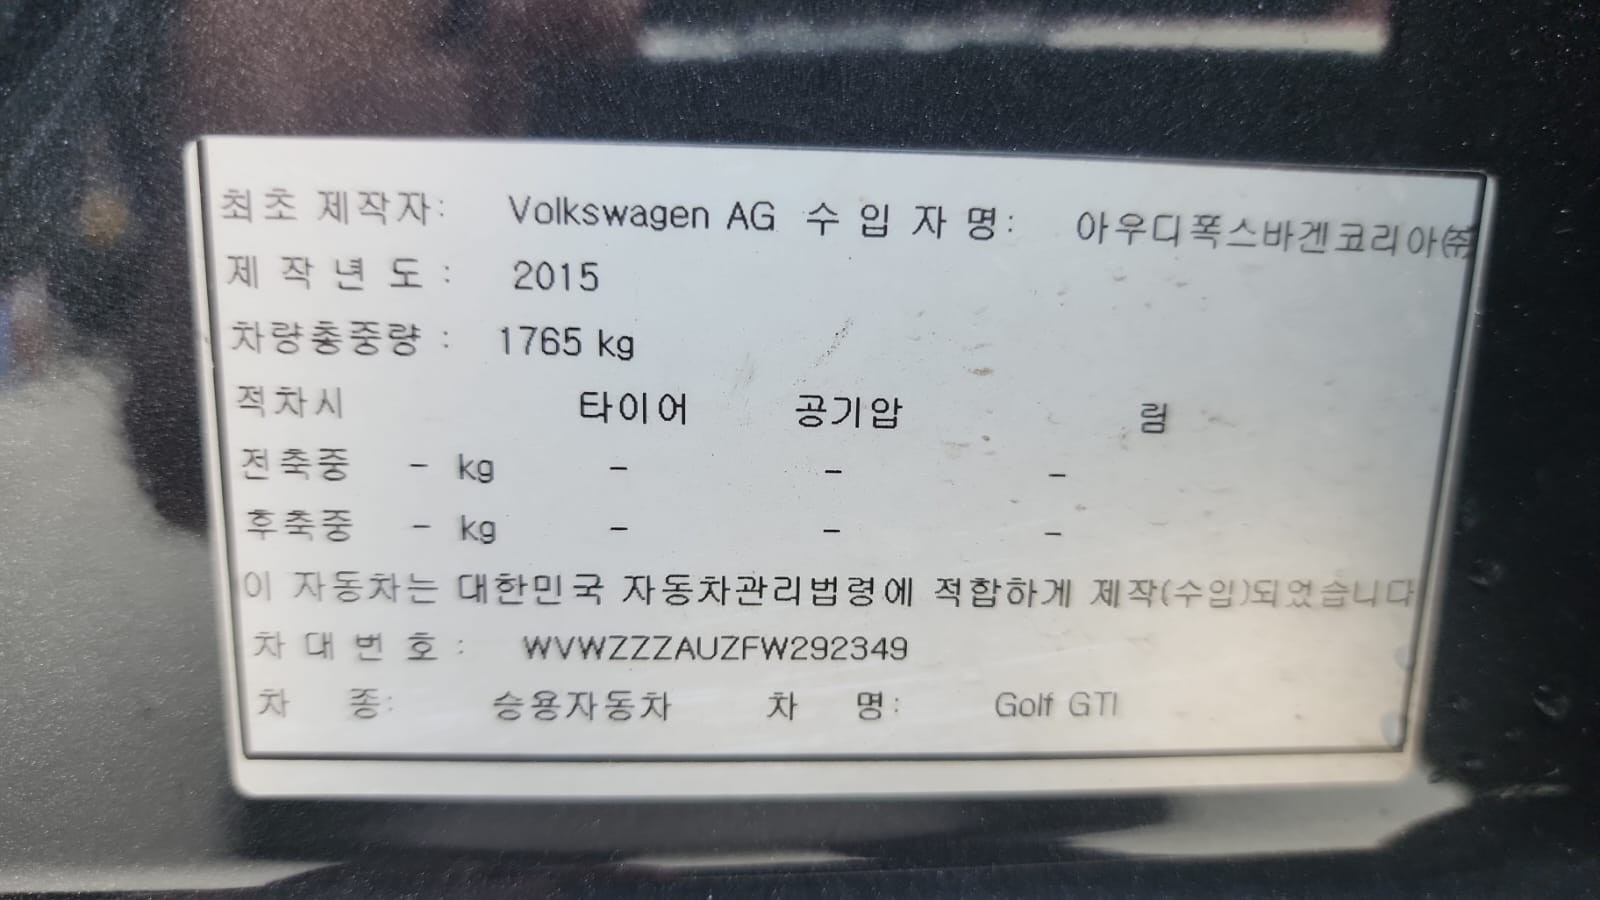 최초 제작자: Volkswagen AG 수 입 자 명: 아우디폭스바겐코리아㈜
제 작 년 도 : 2015
차량총중량 : 1765 kg
적차시 타이어 공기압 림
전축중 - kg - - -
후축중 - kg - - -
이 자동차는 대한민국 자동차관리법령에 적합하게 제작(수입)되었습니다
차 대 번 호 : WVWZZZAUZFW292349
차 종: 승용자동차 차 명: Golf GTI